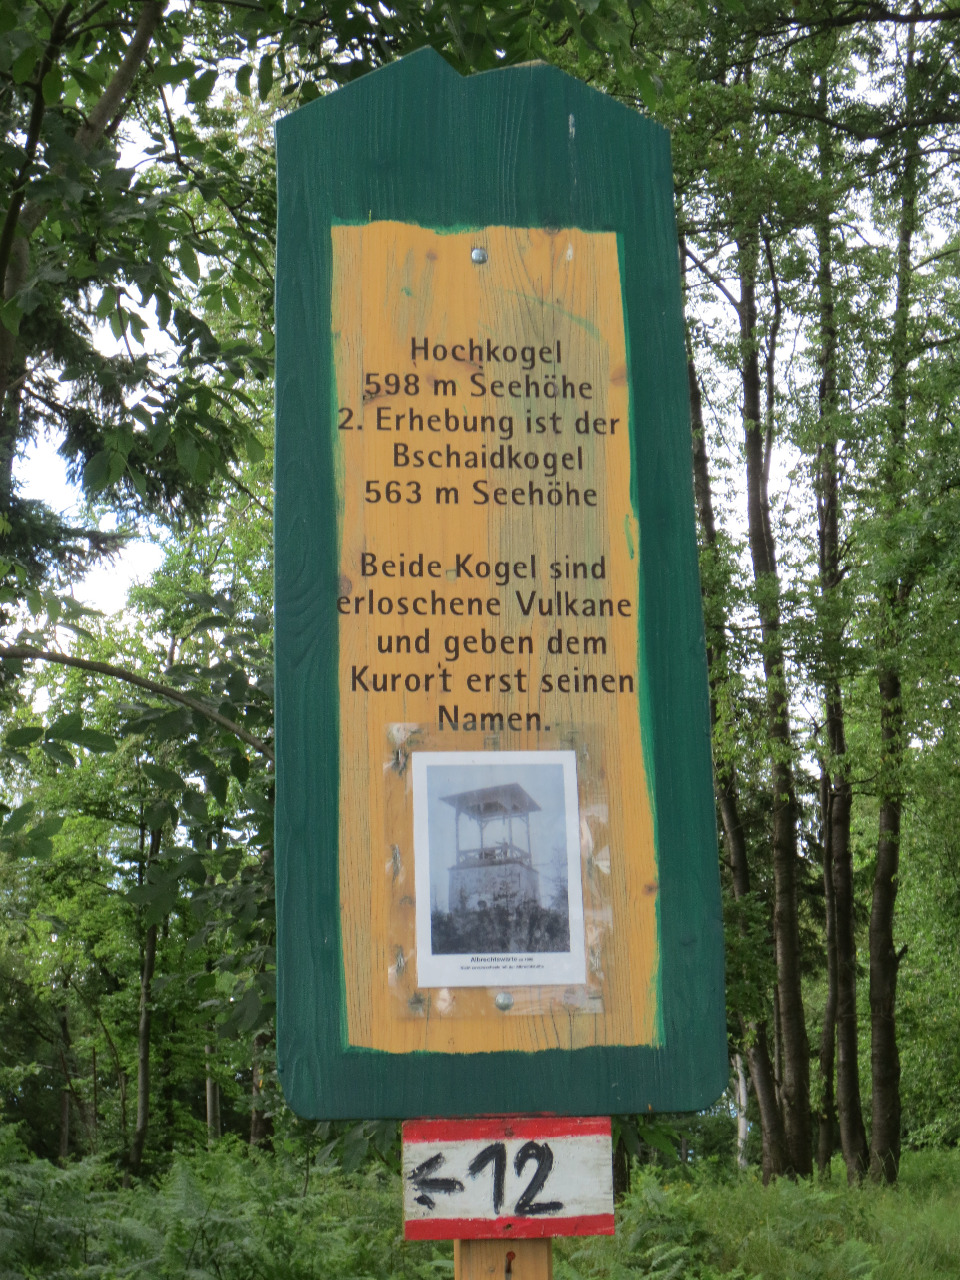 Hochkogel
598 m Seehöhe
2. Erhebung ist der
Bschaidkogel
563 m Seehöhe
Beide Kogel sind
erloschene Vulkane
und geben dem
Kurort erst seinen
Namen.
Albrechtswarte
← 12